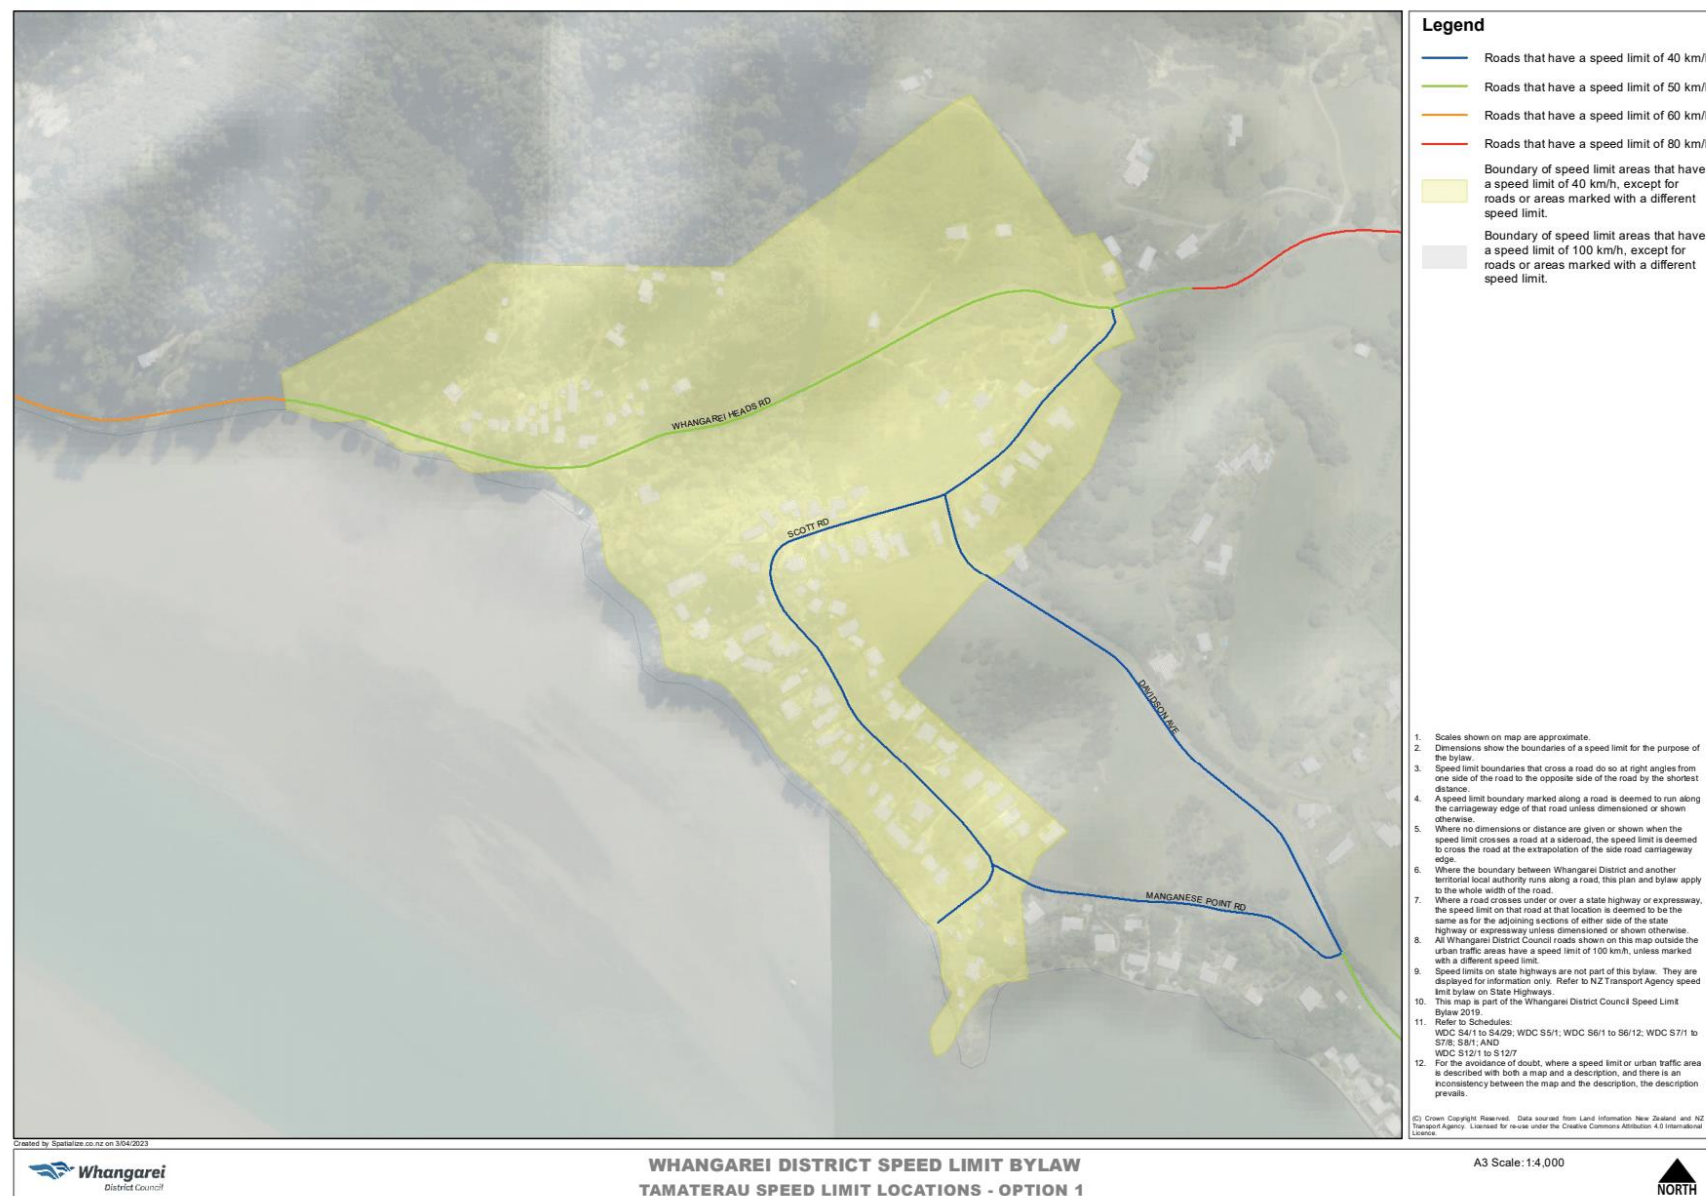 Legend
Roads that have a speed limit of 40 km/
Roads that have a speed limit of 50 km/
Roads that have a speed limit of 60 km/
Roads that have a speed limit of 80 km/
Boundary of speed limit areas that have
a speed limit of 40 km/h, except for
roads or areas marked with a different
speed limit.
Boundary of speed limit areas that have
a speed limit of 100 km/h, except for
roads or areas marked with a different
speed limit.
WHANGAREI HEADS RD
SCOTT RD
DAVIDSON AVE
MANGANESE POINT RD
1. Scales shown on map are approximate.
2. Dimensions show the boundaries of a speed limit for the purpose of
the bylaw.
3. Speed limit boundaries that cross a road do so at right angles from
one side of the road to the opposite side of the road by the shortest
distance.
4. A speed limit boundary marked along a road is deemed to run along
the carriageway edge of that road unless dimensioned or shown
otherwise.
5. Where no dimensions or distance are given or shown when the
speed limit crosses a road at a sideroad, the speed limit is deemed
to cross the road at the extrapolation of the side road carriageway
edge.
6. Where the boundary between Whangarei District and another
territorial local authority runs along a road, this plan and bylaw apply
to the whole width of the road.
7. Where a road crosses under or over a state highway or expressway,
the speed limit on that road at that location is deemed to be the
same as for the adjoining sections of either side of the state
highway or expressway unless dimensioned or shown otherwise.
8. All Whangarei District Council roads shown on this map outside the
urban traffic areas have a speed limit of 100 km/h, unless marked
with a different speed limit.
9. Speed limits on state highways are not part of this bylaw. They are
displayed for information only. Refer to NZ Transport Agency speed
limit bylaw on State Highways.
10. This map is part of the Whangarei District Council Speed Limit
Bylaw 2019.
11. Refer to Schedules:
WDC S4/1 to S4/29; WDC S5/1; WDC S6/1 to S6/12; WDC S7/1 to
S7/8; S8/1; AND
WDC S12/1 to S12/7
12. For the avoidance of doubt, where a speed limit or urban traffic area
is described with both a map and a description, and there is an
inconsistency between the map and the description, the description
prevails.
(C) Crown Copyright Reserved. Data sourced from Land Information New Zealand and NZ
Transport Agency. Licensed for re-use under the Creative Commons Attribution 4.0 International
Licence.
Created by Spatialize.co.nz on 3/04/2023
Whangarei
District Council
WHANGAREI DISTRICT SPEED LIMIT BYLAW
TAMATERAU SPEED LIMIT LOCATIONS - OPTION 1
A3 Scale: 1:4,000
NORTH